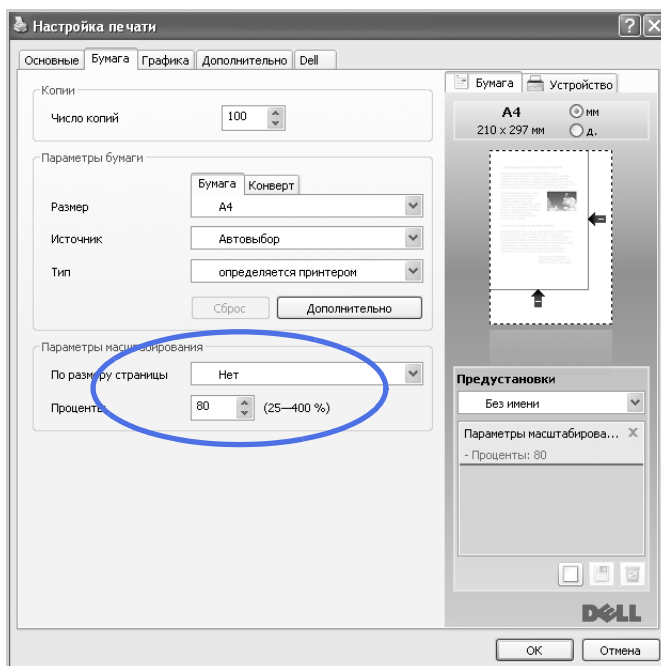 Настройка печати
Основные Бумага Графика Дополнительно Dell
Копии
Число копий 100
Параметры бумаги
Бумага Конверт
Размер A4
Источник Автовыбор
Тип определяется принтером
Сброс Дополнительно
Параметры масштабирования
По размеру страницы Нет
Проценты 80 (25—400 %)
Бумага Устройство
A4 мм
210 x 297 мм д.
Предустановки
Без имени
Параметры масштабирова... X
- Проценты: 80
DELL
OK Отмена